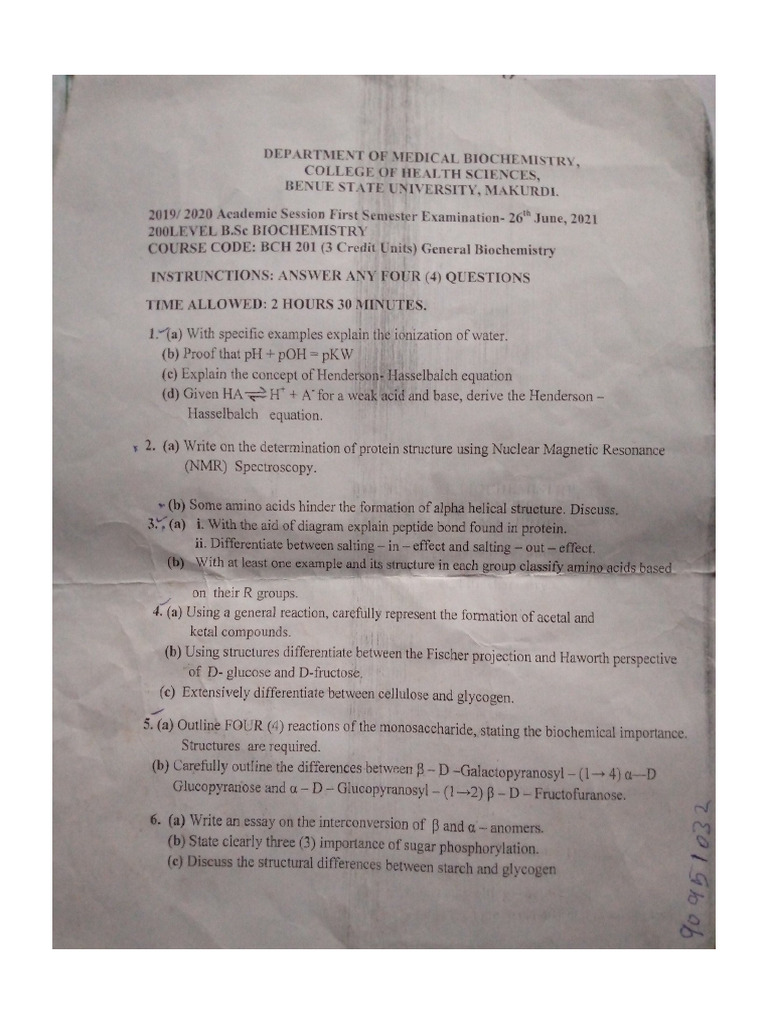 DEPARTMENT OF MEDICAL BIOCHEMISTRY,
COLLEGE OF HEALTH SCIENCES,
BENUE STATE UNIVERSITY, MAKURDI.
2019/ 2020 Academic Session First Semester Examination- 26th June, 2021
200LEVEL B.Sc BIOCHEMISTRY
COURSE CODE: BCH 201 (3 Credit Units) General Biochemistry
INSTRUNCTIONS: ANSWER ANY FOUR (4) QUESTIONS
TIME ALLOWED: 2 HOURS 30 MINUTES.
1. (a) With specific examples explain the ionization of water.
(b) Proof that pH + pOH = pKW
(c) Explain the concept of Henderson- Hasselbalch equation
(d) Given HA ⇌ H⁺ + A⁻ for a weak acid and base, derive the Henderson –
Hasselbalch equation.
2. (a) Write on the determination of protein structure using Nuclear Magnetic Resonance
(NMR) Spectroscopy.
(b) Some amino acids hinder the formation of alpha helical structure. Discuss.
3. (a) i. With the aid of diagram explain peptide bond found in protein.
ii. Differentiate between salting – in – effect and salting – out – effect.
(b) With at least one example and its structure in each group classify amino acids based
on their R groups.
4. (a) Using a general reaction, carefully represent the formation of acetal and
ketal compounds.
(b) Using structures differentiate between the Fischer projection and Haworth perspective
of D- glucose and D-fructose.
(c) Extensively differentiate between cellulose and glycogen.
5. (a) Outline FOUR (4) reactions of the monosaccharide, stating the biochemical importance.
Structures are required.
(b) Carefully outline the differences between β – D –Galactopyranosyl – (1→ 4) α—D
Glucopyranose and α – D – Glucopyranosyl – (1→2) β – D – Fructofuranose.
6. (a) Write an essay on the interconversion of β and α – anomers.
(b) State clearly three (3) importance of sugar phosphorylation.
(c) Discuss the structural differences between starch and glycogen
909951032